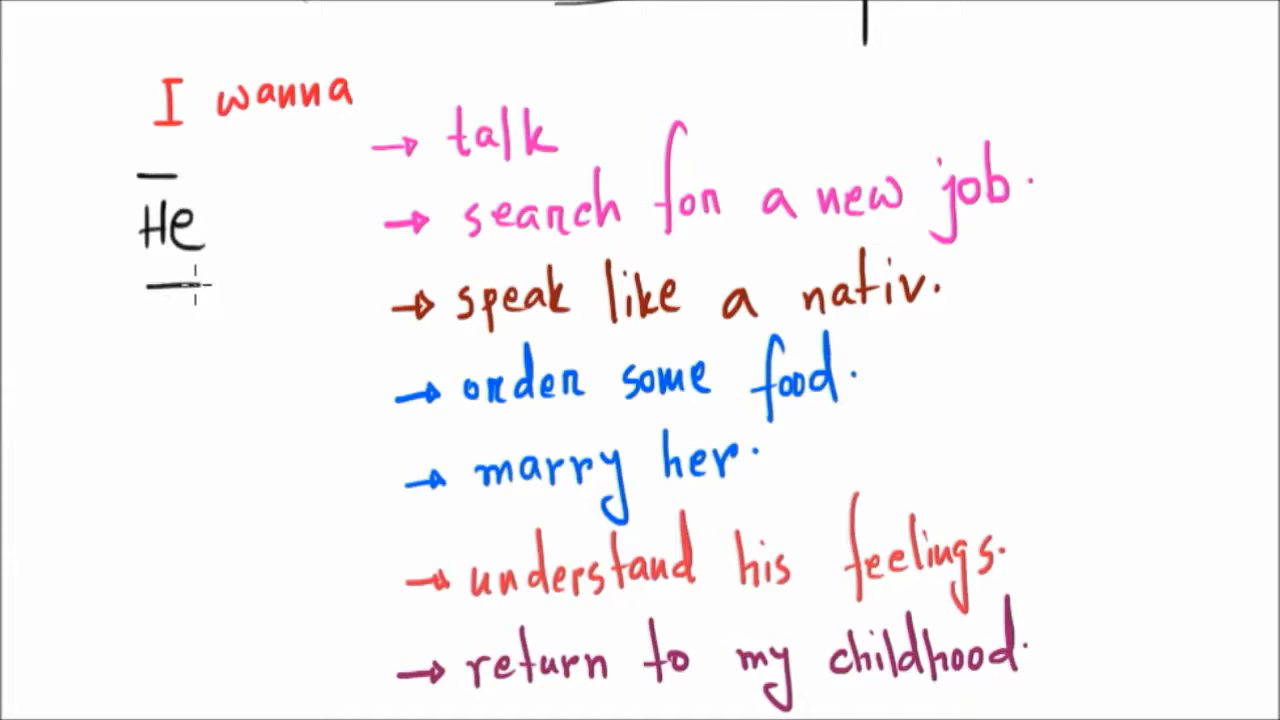 I wanna
→ talk
→ search for a new job.
He
→ speak like a nativ.
→ order some food.
→ marry her.
→ understand his feelings.
→ return to my childhood.